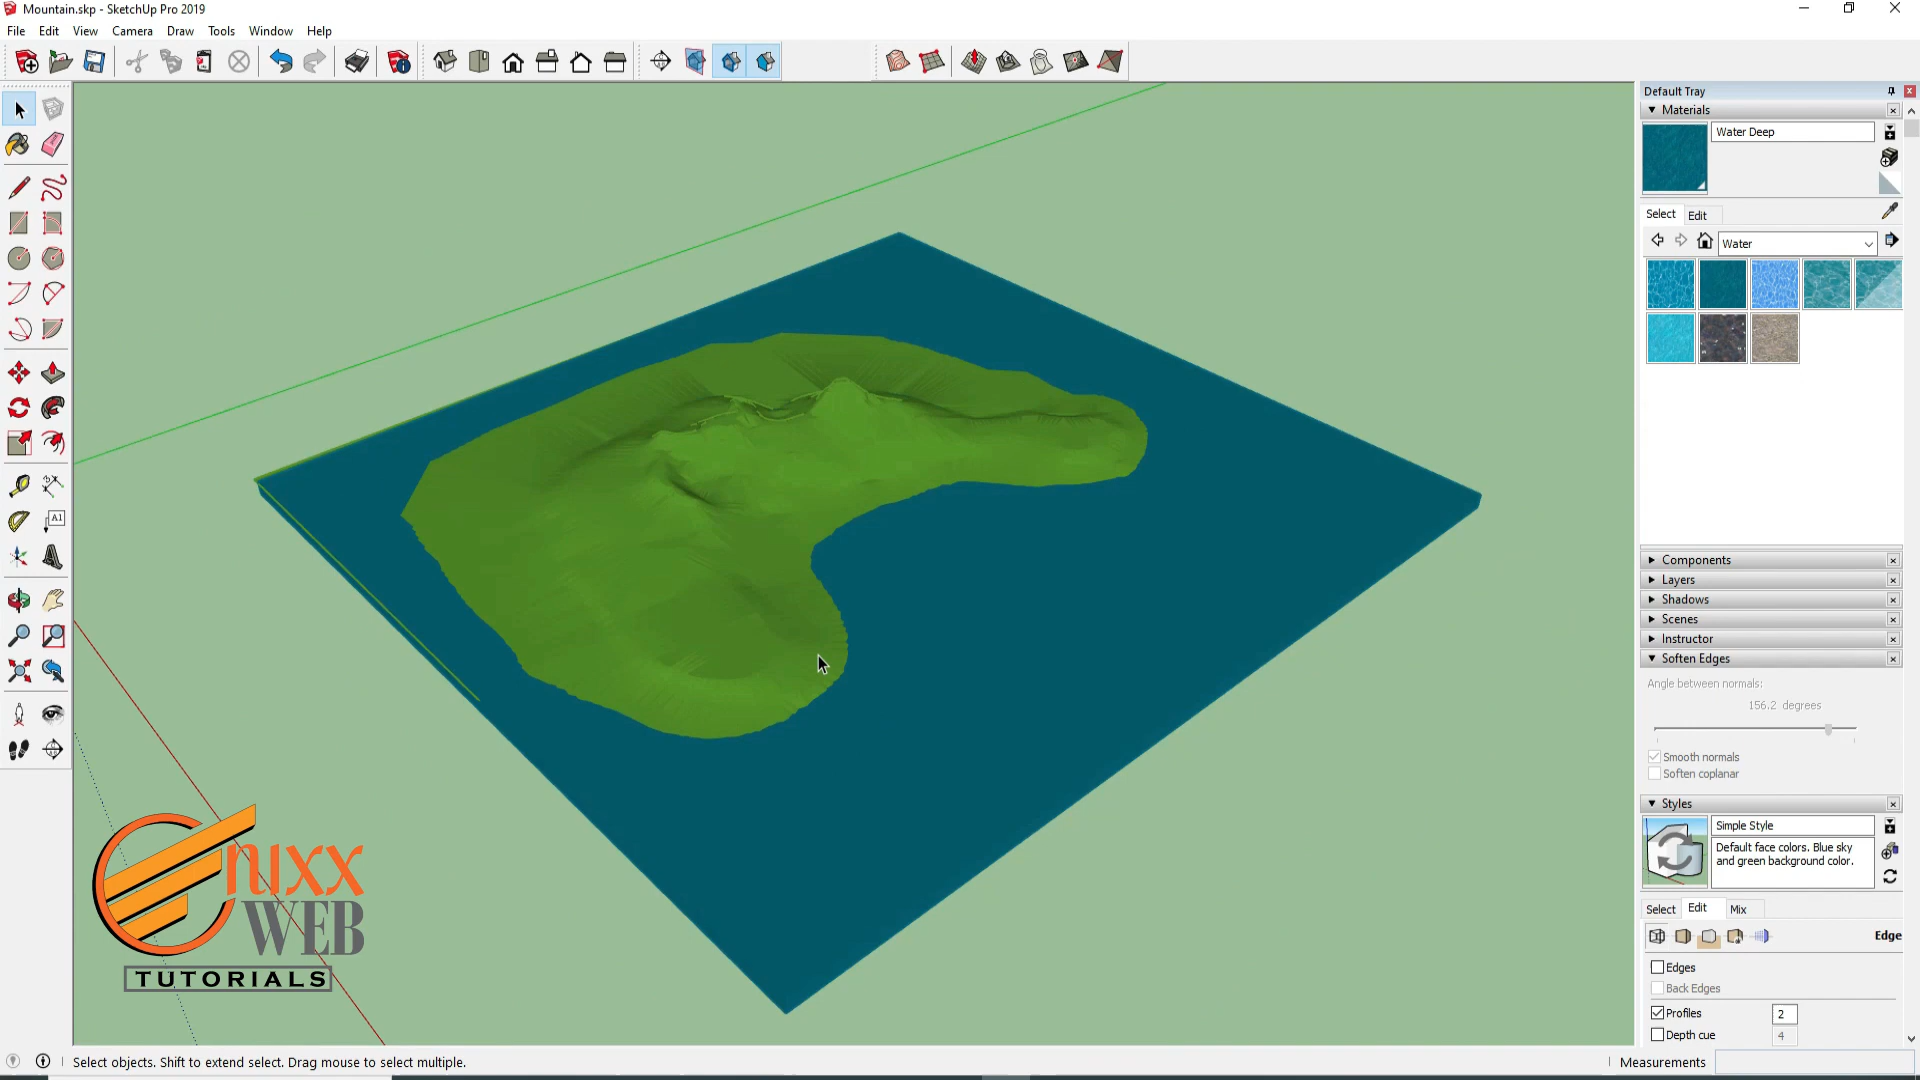 Mountain.skp - SketchUp Pro 2019
File Edit View Camera Draw Tools Window Help
Default Tray
Materials
Water Deep
Select Edit
Water
Components
Layers
Shadows
Scenes
Instructor
Soften Edges
Angle between normals:
156.2 degrees
Smooth normals
Soften coplanar
Styles
Simple Style
Default face colors. Blue sky
and green background color.
Select Edit Mix
Edge
Edges
Back Edges
Profiles 2
Depth cue 4
A1
enixx
WEB
TUTORIALS
Select objects. Shift to extend select. Drag mouse to select multiple.
Measurements